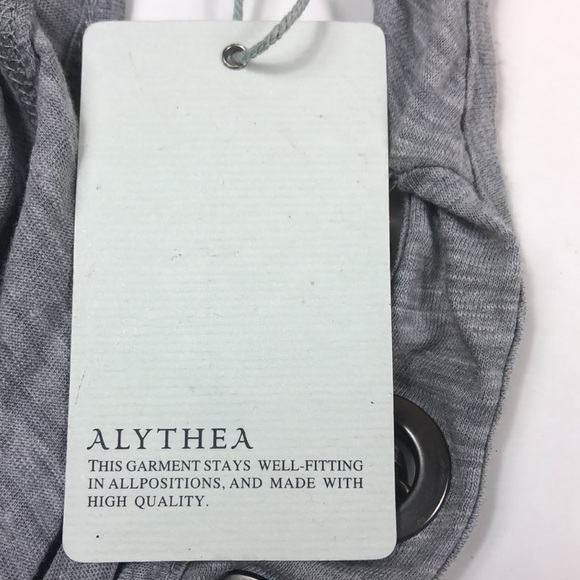 ALYTHEA
THIS GARMENT STAYS WELL-FITTING
IN ALLPOSITIONS, AND MADE WITH
HIGH QUALITY.